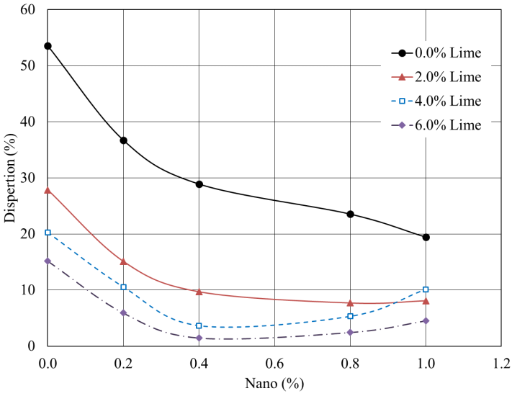 60
50
40
30
20
10
0
Dispertion (%)
0.0% Lime
2.0% Lime
4.0% Lime
6.0% Lime
0.0 0.2 0.4 0.6 0.8 1.0 1.2
Nano (%)